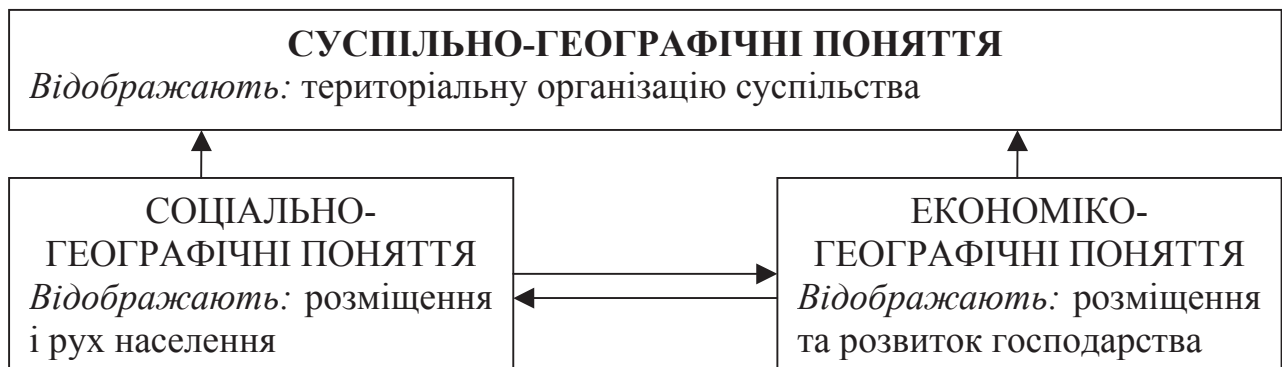 СУСПІЛЬНО-ГЕОГРАФІЧНІ ПОНЯТТЯ
Відображають: територіальну організацію суспільства
СОЦІАЛЬНО-
ГЕОГРАФІЧНІ ПОНЯТТЯ
Відображають: розміщення
і рух населення
ЕКОНОМІКО-
ГЕОГРАФІЧНІ ПОНЯТТЯ
Відображають: розміщення
та розвиток господарства